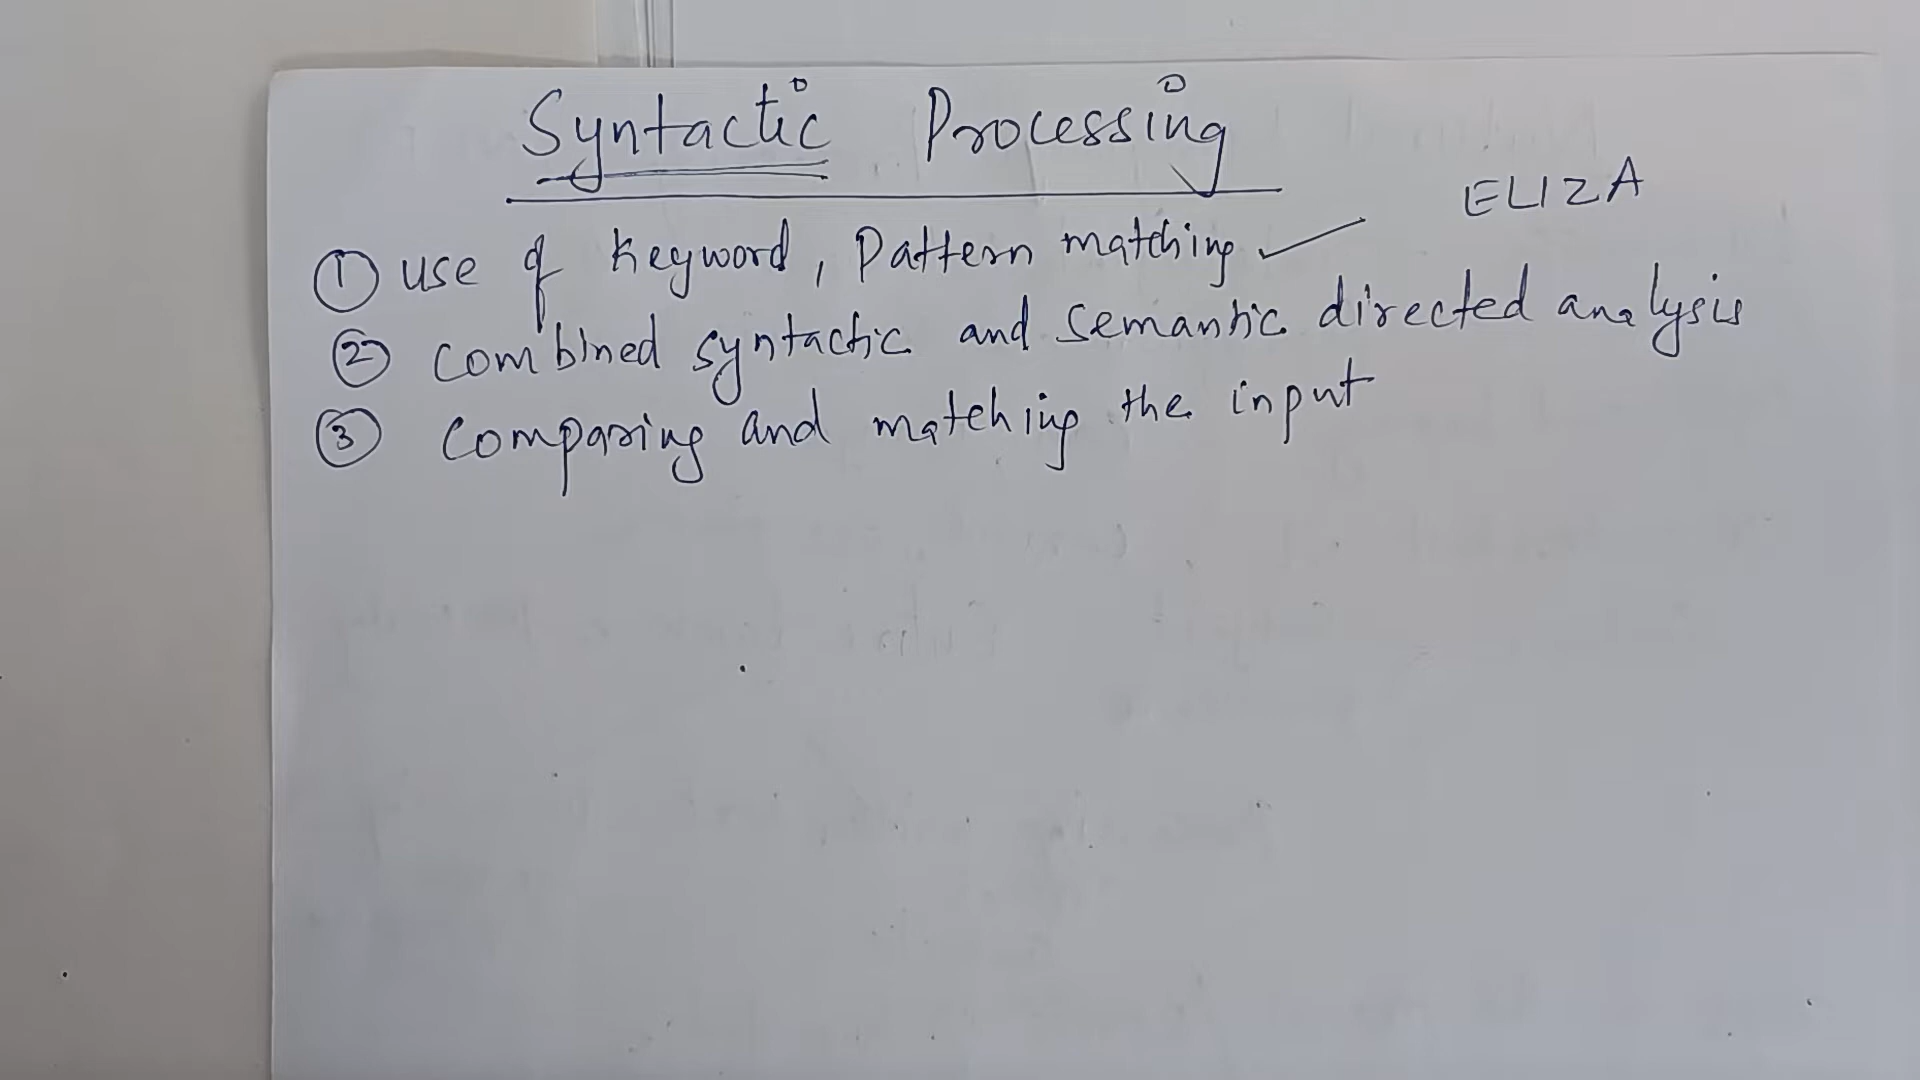 Syntactic Processing
ELIZA
① use of keyword, Pattern matching ✓
② combined syntactic and semantic directed analysis
③ comparing and matching the input